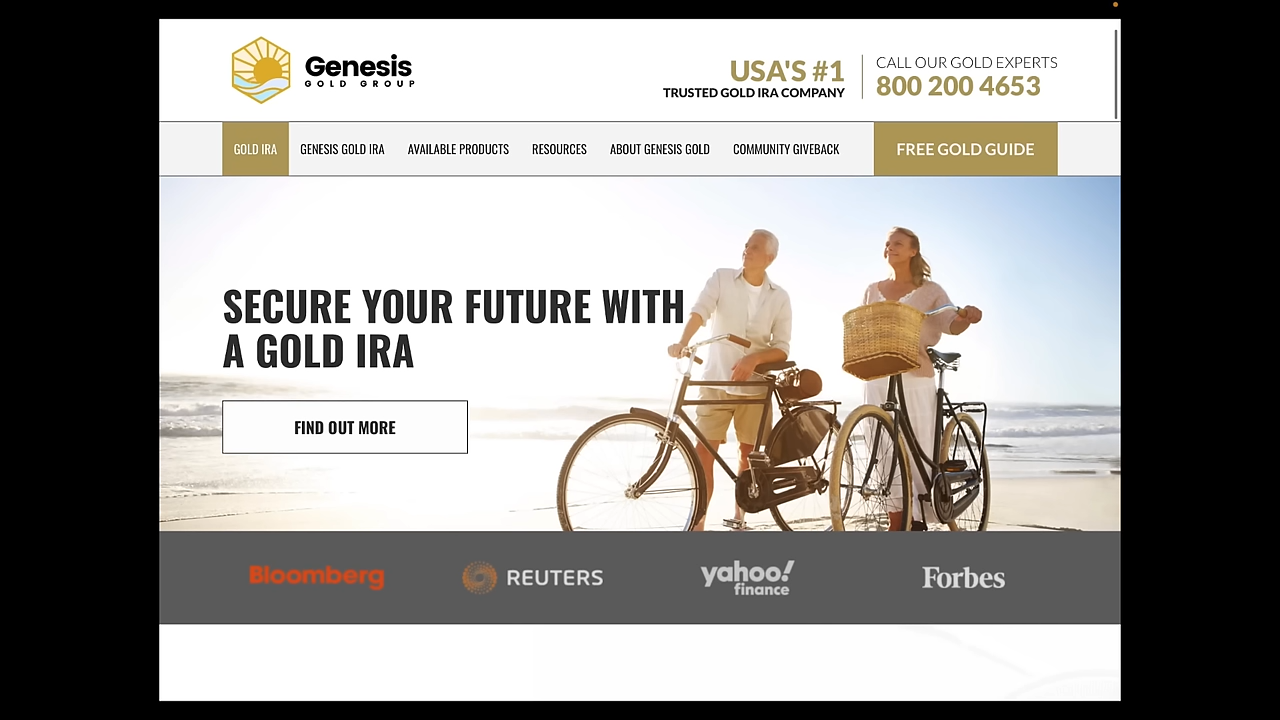 Genesis
GOLD GROUP
USA'S #1
TRUSTED GOLD IRA COMPANY
CALL OUR GOLD EXPERTS
800 200 4653
GOLD IRA
GENESIS GOLD IRA
AVAILABLE PRODUCTS
RESOURCES
ABOUT GENESIS GOLD
COMMUNITY GIVEBACK
FREE GOLD GUIDE
SECURE YOUR FUTURE WITH
A GOLD IRA
FIND OUT MORE
Bloomberg
REUTERS
yahoo!
finance
Forbes